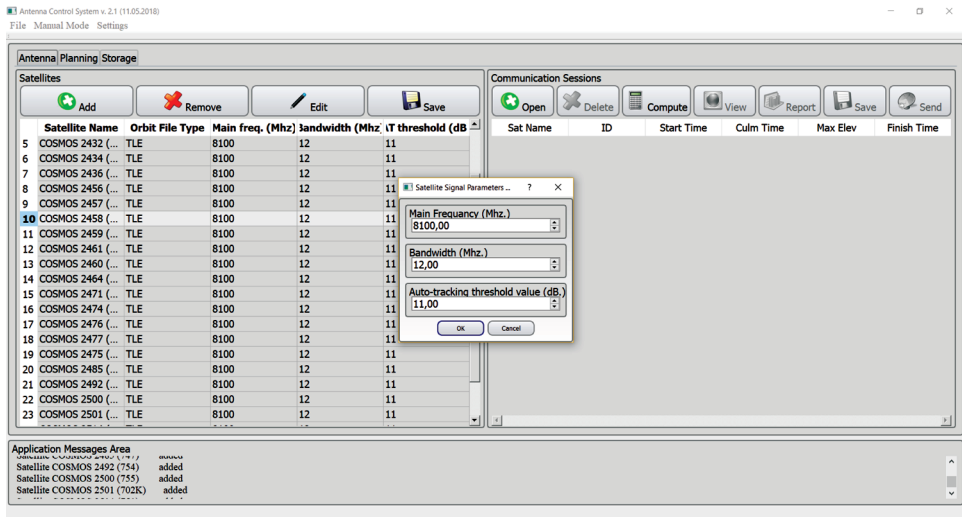 Antenna Control System v. 2.1 (11.05.2018)
File Manual Mode Settings
Antenna Planning Storage
Satellites
Add Remove Edit Save
Satellite Name Orbit File Type Main freq. (Mhz) Bandwidth (Mhz) AT threshold (dB
5 COSMOS 2432 (... TLE 8100 12 11
6 COSMOS 2434 (... TLE 8100 12 11
7 COSMOS 2436 (... TLE 8100 12 11
8 COSMOS 2456 (... TLE 8100 12 11
9 COSMOS 2457 (... TLE 8100 12 11
10 COSMOS 2458 (... TLE 8100 12 11
11 COSMOS 2459 (... TLE 8100 12 11
12 COSMOS 2461 (... TLE 8100 12 11
13 COSMOS 2460 (... TLE 8100 12 11
14 COSMOS 2464 (... TLE 8100 12 11
15 COSMOS 2471 (... TLE 8100 12 11
16 COSMOS 2474 (... TLE 8100 12 11
17 COSMOS 2476 (... TLE 8100 12 11
18 COSMOS 2477 (... TLE 8100 12 11
19 COSMOS 2475 (... TLE 8100 12 11
20 COSMOS 2485 (... TLE 8100 12 11
21 COSMOS 2492 (... TLE 8100 12 11
22 COSMOS 2500 (... TLE 8100 12 11
23 COSMOS 2501 (... TLE 8100 12 11
Communication Sessions
Open Delete Compute View Report Save Send
Sat Name ID Start Time Culm Time Max Elev Finish Time
Satellite Signal Parameters ... ?
Main Frequancy (Mhz.)
8100,00
Bandwidth (Mhz.)
12,00
Auto-tracking threshold value (dB.)
11,00
OK Cancel
Application Messages Area
Satellite COSMOS 2485 (747) added
Satellite COSMOS 2492 (754) added
Satellite COSMOS 2500 (755) added
Satellite COSMOS 2501 (702K) added